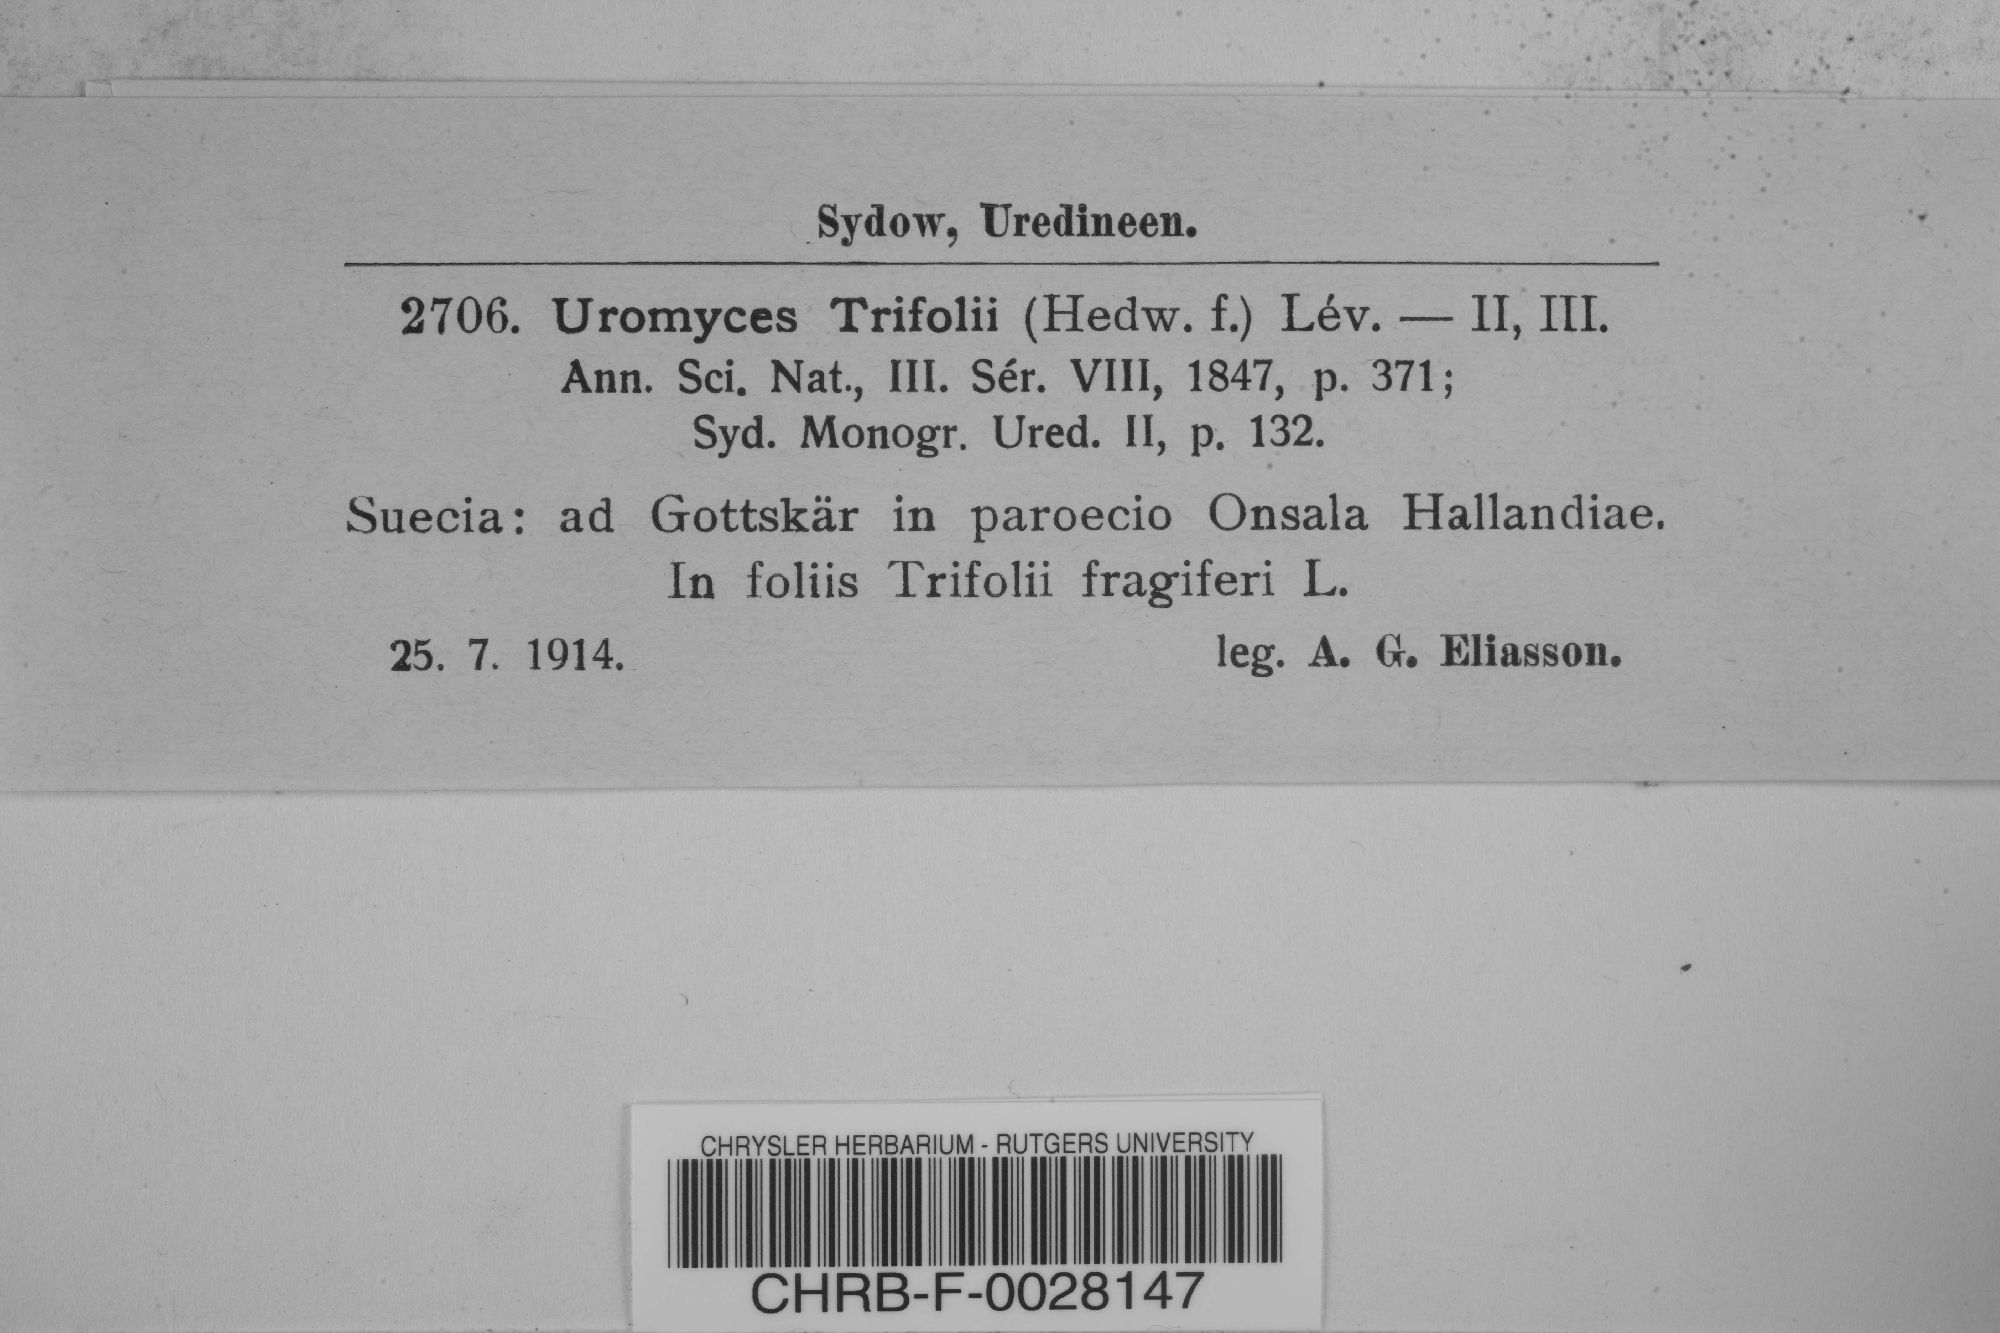 Sydow, Uredineen.
2706. Uromyces Trifolii (Hedw. f.) Lév. — II, III.
Ann. Sci. Nat., III. Sér. VIII, 1847, p. 371;
Syd. Monogr. Ured. II, p. 132.
Suecia: ad Gottskär in paroecio Onsala Hallandiae.
In foliis Trifolii fragiferi L.
25. 7. 1914. leg. A. G. Eliasson.
CHRYSLER HERBARIUM - RUTGERS UNIVERSITY
CHRB-F-0028147